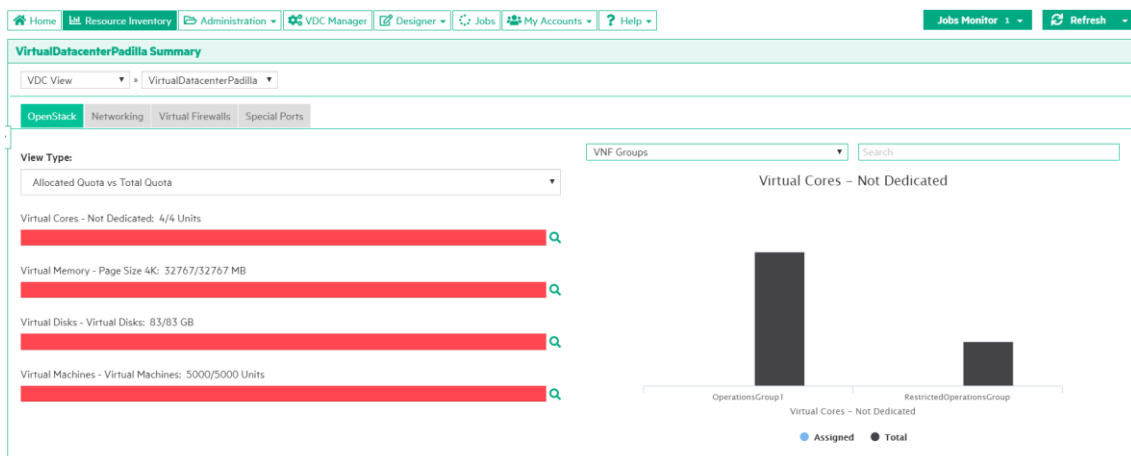 Home Resource Inventory Administration VDC Manager Designer Jobs My Accounts ? Help Jobs Monitor 1 Refresh
VirtualDatacenterPadilla Summary
VDC View » VirtualDatacenterPadilla
OpenStack Networking Virtual Firewalls Special Ports
View Type:
Allocated Quota vs Total Quota
Virtual Cores - Not Dedicated: 4/4 Units
Virtual Memory - Page Size 4K: 32767/32767 MB
Virtual Disks - Virtual Disks: 83/83 GB
Virtual Machines - Virtual Machines: 5000/5000 Units
VNF Groups Search
Virtual Cores – Not Dedicated
OperationsGroup1 RestrictedOperationsGroup
Virtual Cores – Not Dedicated
Assigned Total